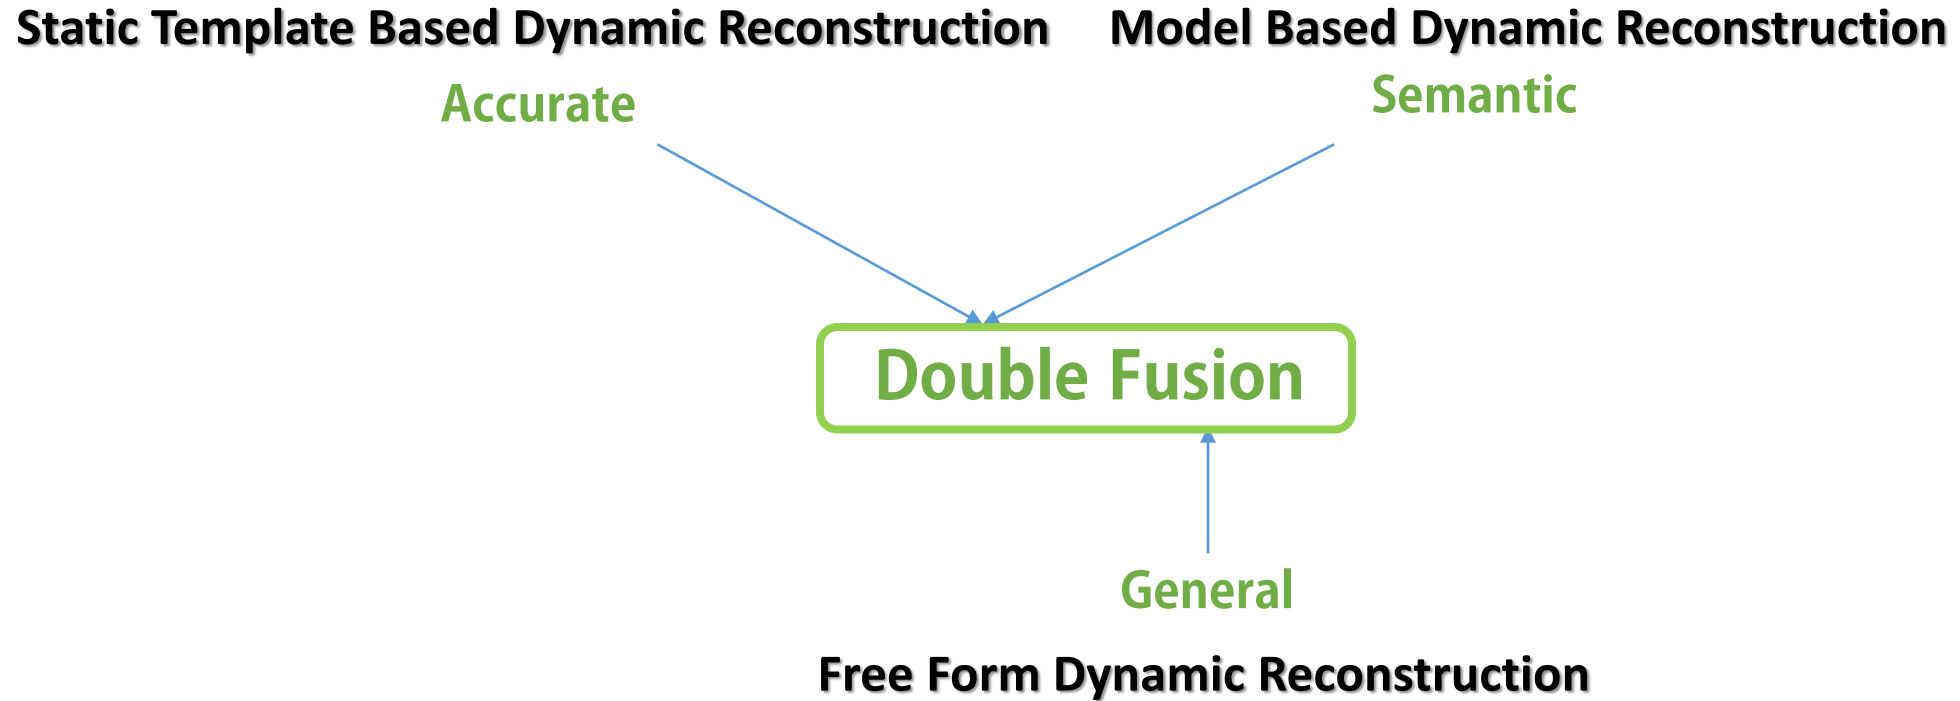 Static Template Based Dynamic Reconstruction
Model Based Dynamic Reconstruction
Accurate
Semantic
Double Fusion
General
Free Form Dynamic Reconstruction